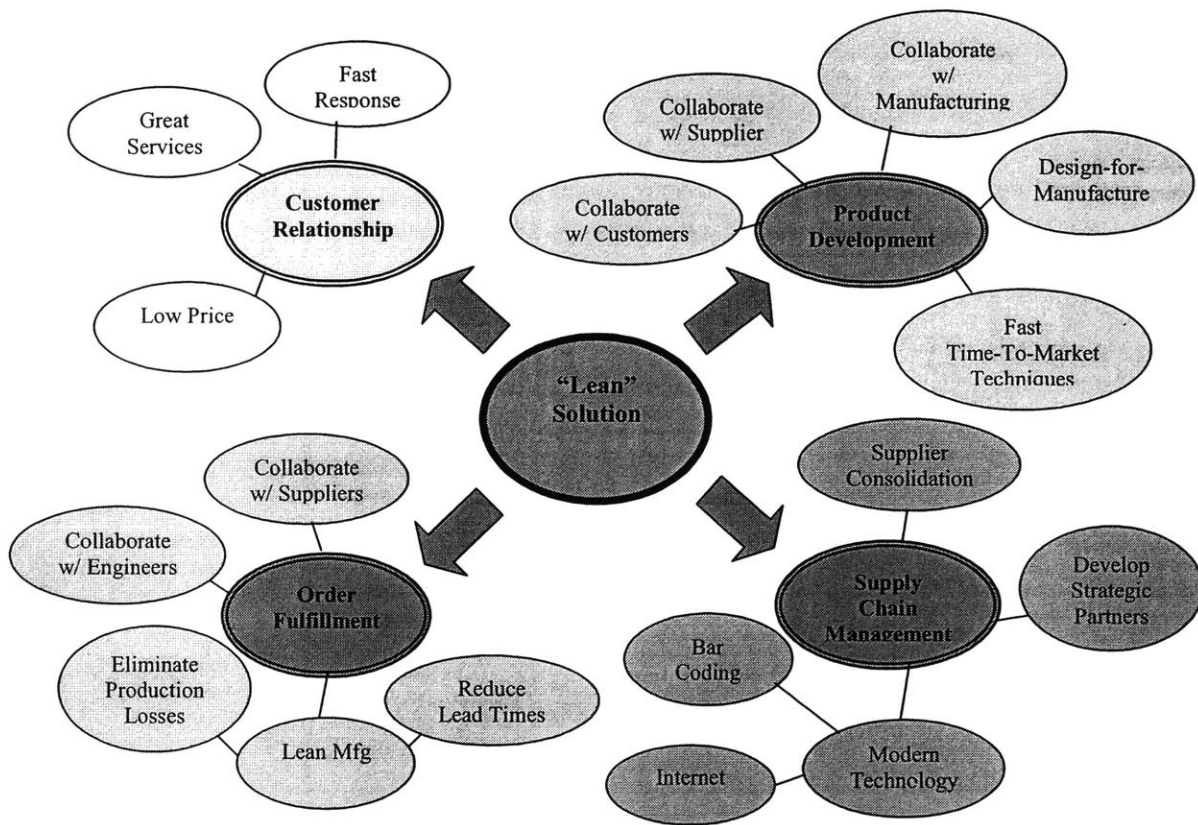 Fast
Response
Great
Services
Customer
Relationship
Low Price
Collaborate
w/
Manufacturing
Collaborate
w/ Supplier
Design-for-
Manufacture
Collaborate
w/ Customers
Product
Development
Fast
Time-To-Market
Techniques
“Lean”
Solution
Collaborate
w/ Suppliers
Collaborate
w/ Engineers
Order
Fulfillment
Eliminate
Production
Losses
Reduce
Lead Times
Lean Mfg
Supplier
Consolidation
Supply
Chain
Management
Develop
Strategic
Partners
Bar
Coding
Internet
Modern
Technology